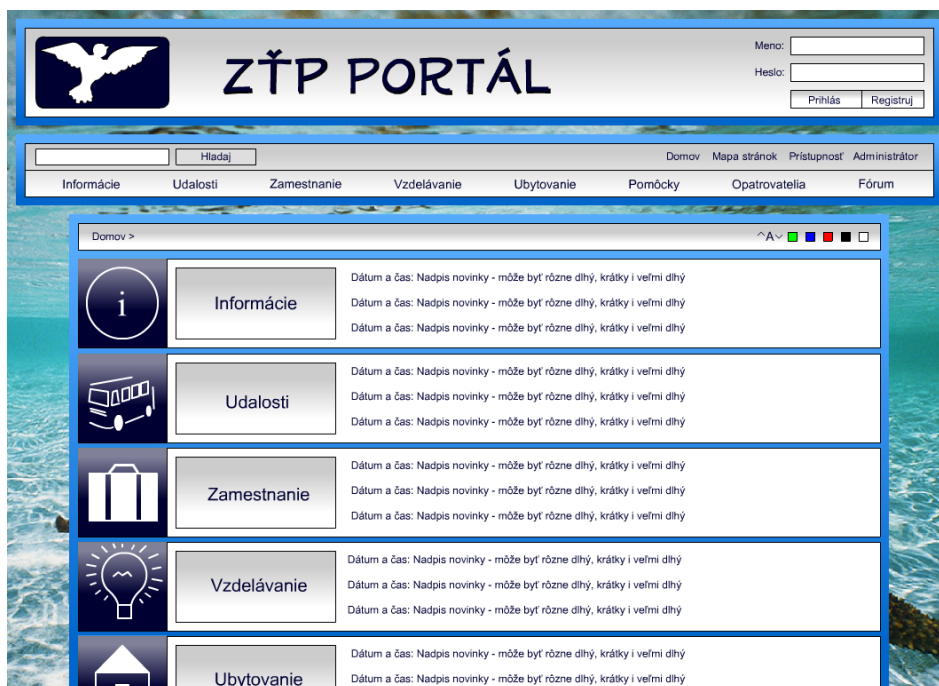 ZŤP PORTÁL
Meno:
Heslo:
Prihlás Registruj
Hladaj Domov Mapa stránok Prístupnosť Administrátor
Informácie Udalosti Zamestnanie Vzdelávanie Ubytovanie Pomôcky Opatrovatelia Fórum
Domov > ^A
i
Informácie
Dátum a čas: Nadpis novinky - môže byť rôzne dlhý, krátky i veľmi dlhý
Dátum a čas: Nadpis novinky - môže byť rôzne dlhý, krátky i veľmi dlhý
Dátum a čas: Nadpis novinky - môže byť rôzne dlhý, krátky i veľmi dlhý
Udalosti
Dátum a čas: Nadpis novinky - môže byť rôzne dlhý, krátky i veľmi dlhý
Dátum a čas: Nadpis novinky - môže byť rôzne dlhý, krátky i veľmi dlhý
Dátum a čas: Nadpis novinky - môže byť rôzne dlhý, krátky i veľmi dlhý
Zamestnanie
Dátum a čas: Nadpis novinky - môže byť rôzne dlhý, krátky i veľmi dlhý
Dátum a čas: Nadpis novinky - môže byť rôzne dlhý, krátky i veľmi dlhý
Dátum a čas: Nadpis novinky - môže byť rôzne dlhý, krátky i veľmi dlhý
Vzdelávanie
Dátum a čas: Nadpis novinky - môže byť rôzne dlhý, krátky i veľmi dlhý
Dátum a čas: Nadpis novinky - môže byť rôzne dlhý, krátky i veľmi dlhý
Dátum a čas: Nadpis novinky - môže byť rôzne dlhý, krátky i veľmi dlhý
Ubytovanie
Dátum a čas: Nadpis novinky - môže byť rôzne dlhý, krátky i veľmi dlhý
Dátum a čas: Nadpis novinky - môže byť rôzne dlhý, krátky i veľmi dlhý